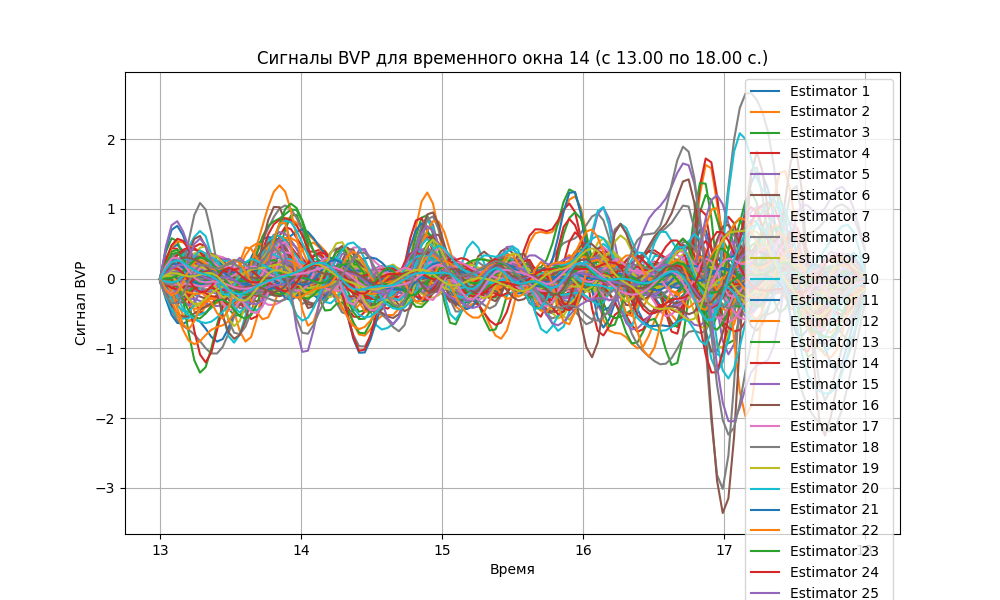 Сигналы BVP для временного окна 14 (с 13.00 по 18.00 с.)
Сигнал BVP
2
1
0
−1
−2
−3
13
14
15
16
17
18
Время
Estimator 1
Estimator 2
Estimator 3
Estimator 4
Estimator 5
Estimator 6
Estimator 7
Estimator 8
Estimator 9
Estimator 10
Estimator 11
Estimator 12
Estimator 13
Estimator 14
Estimator 15
Estimator 16
Estimator 17
Estimator 18
Estimator 19
Estimator 20
Estimator 21
Estimator 22
Estimator 23
Estimator 24
Estimator 25